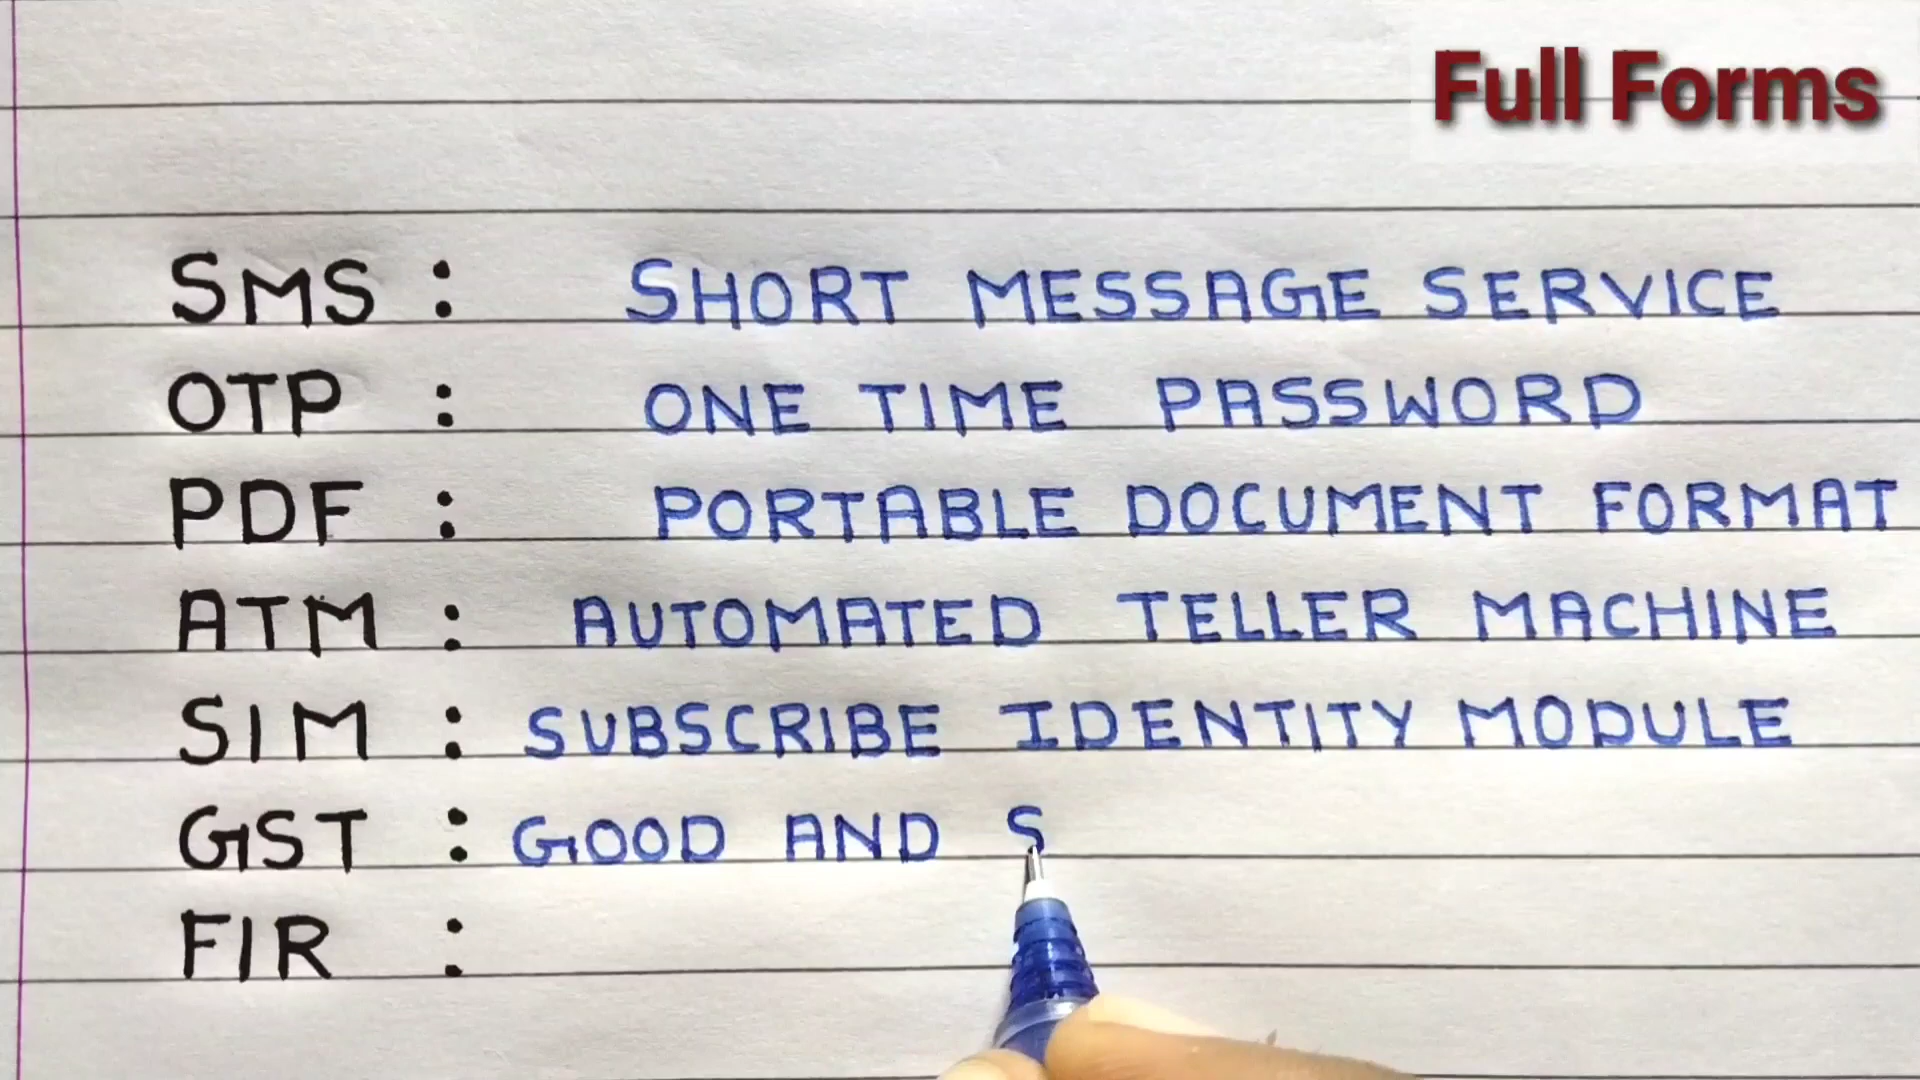 Full Forms
SMS : SHORT MESSAGE SERVICE
OTP : ONE TIME PASSWORD
PDF : PORTABLE DOCUMENT FORMAT
ATM : AUTOMATED TELLER MACHINE
SIM : SUBSCRIBE IDENTITY MODULE
GST : GOOD AND S
FIR :